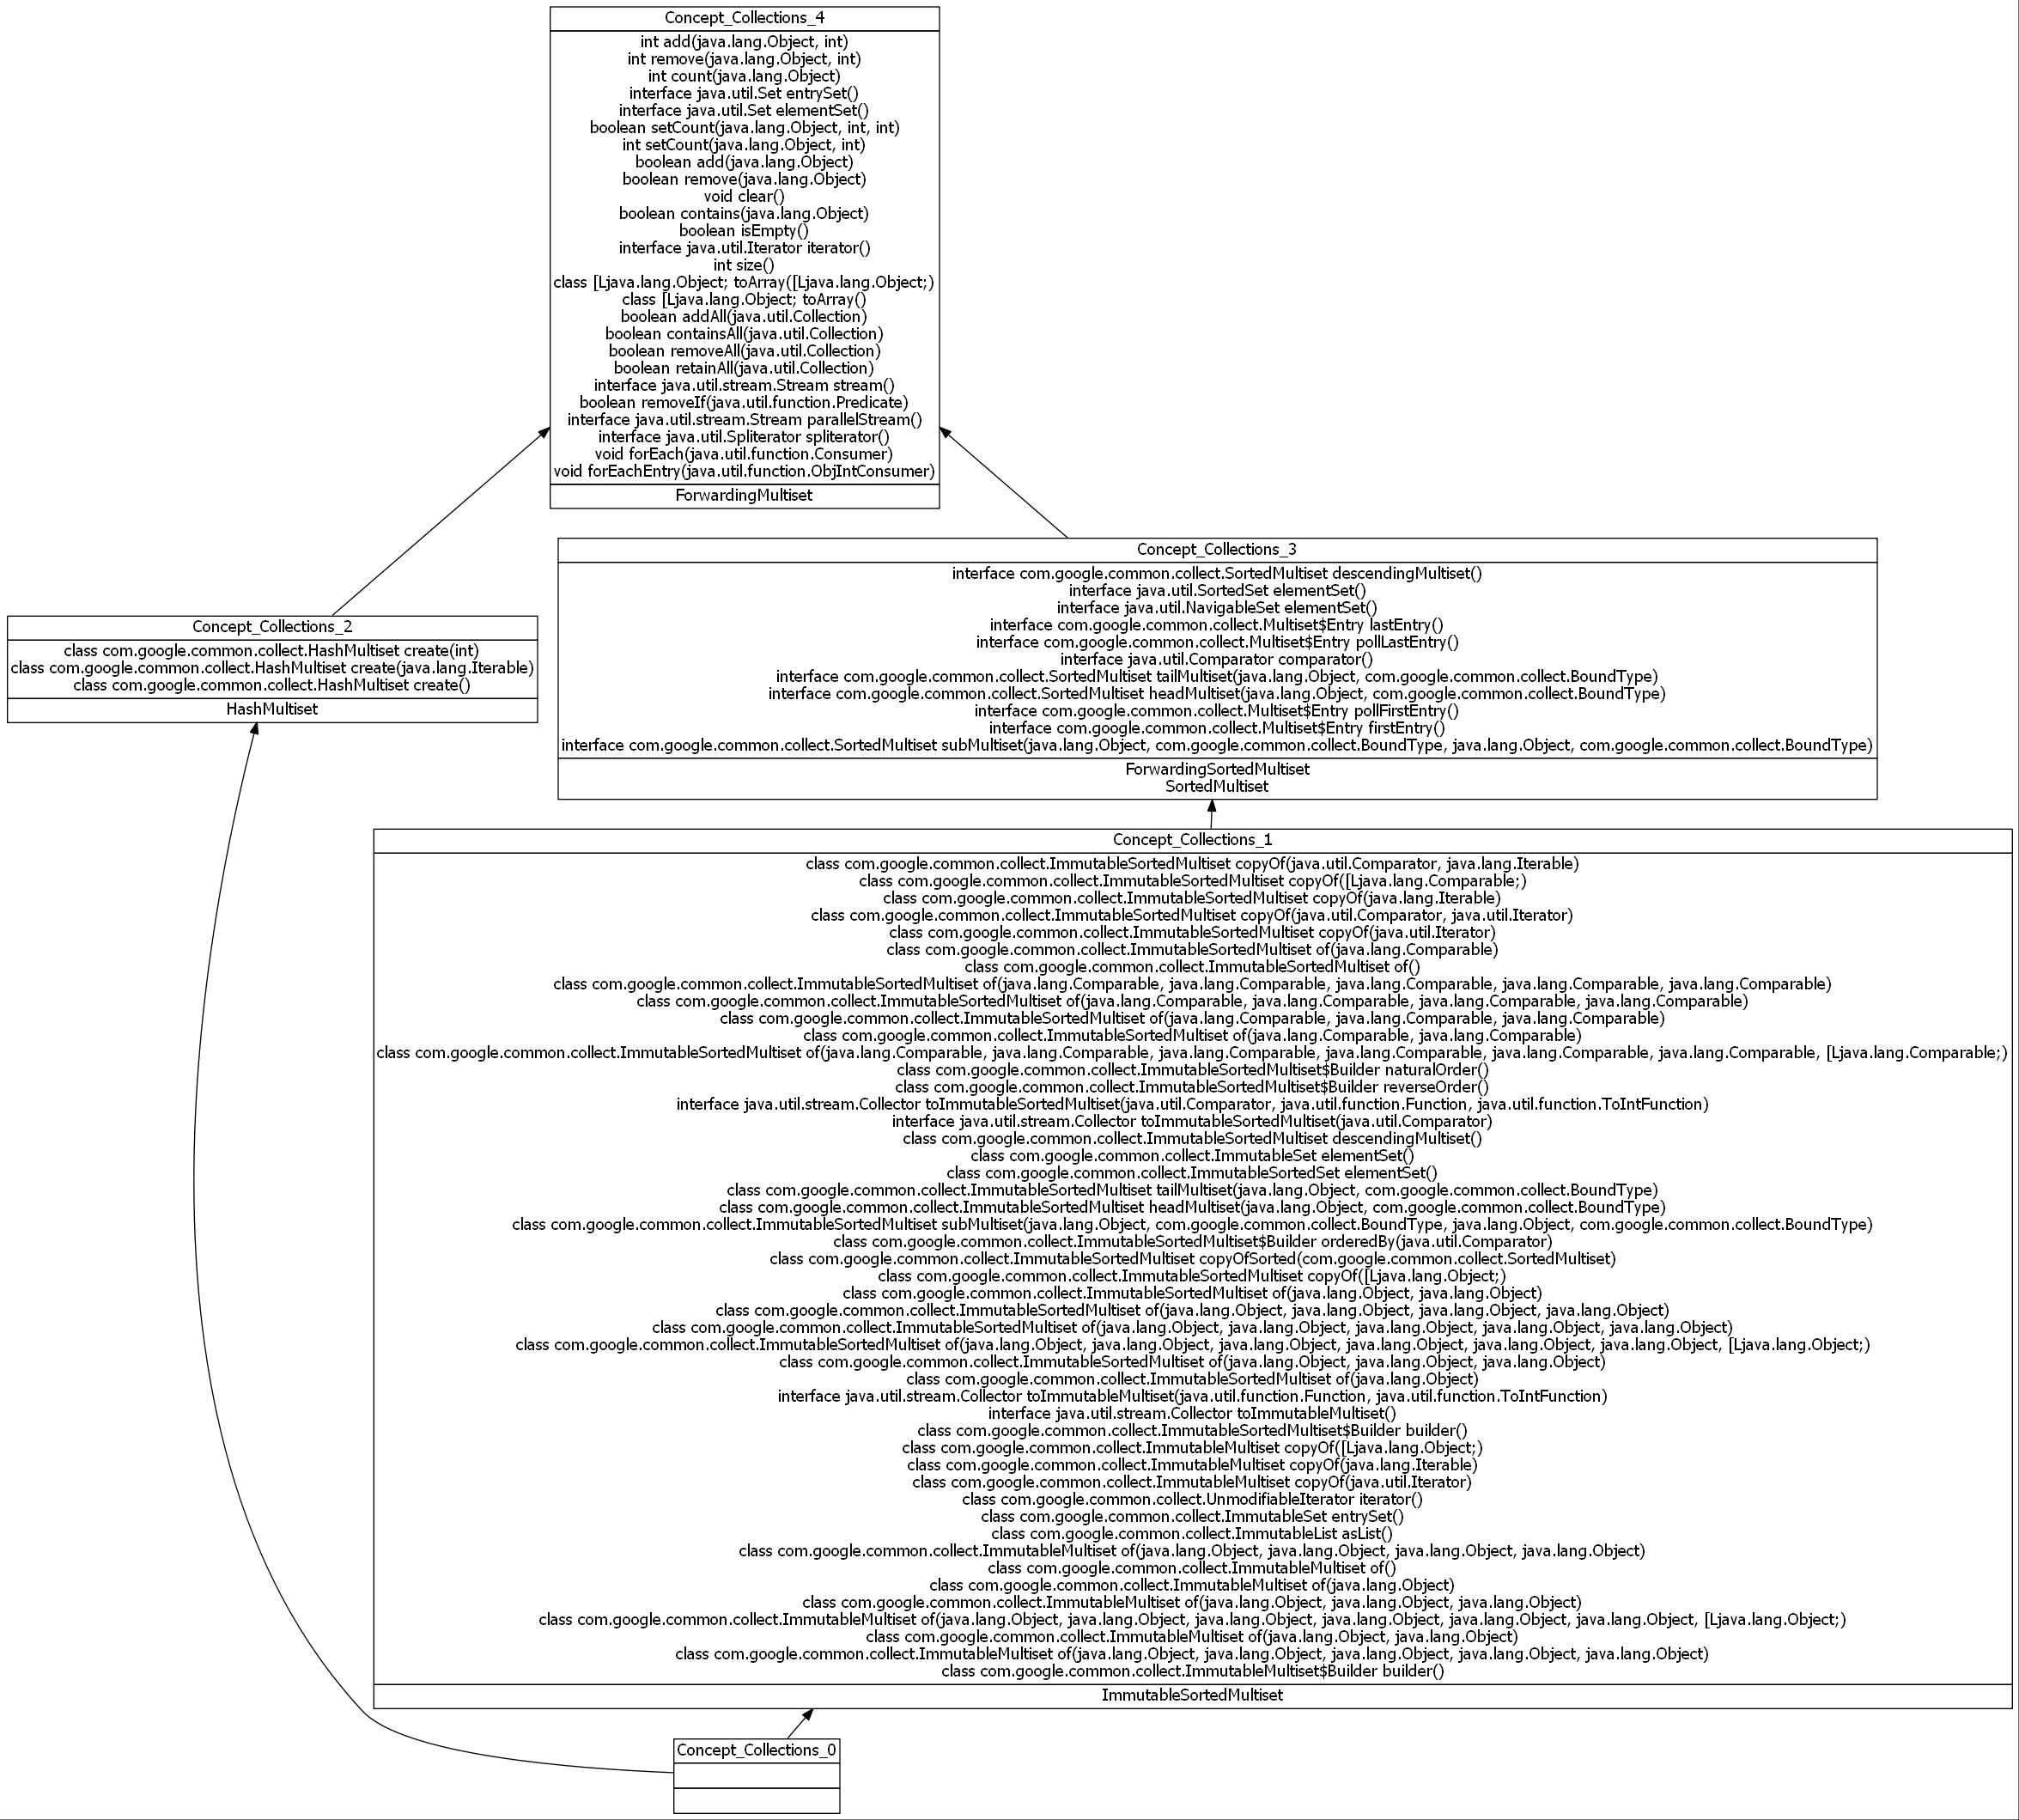 Concept_Collections_4
int add(java.lang.Object, int)
int remove(java.lang.Object, int)
int count(java.lang.Object)
interface java.util.Set entrySet()
interface java.util.Set elementSet()
boolean setCount(java.lang.Object, int, int)
int setCount(java.lang.Object, int)
boolean add(java.lang.Object)
boolean remove(java.lang.Object)
void clear()
boolean contains(java.lang.Object)
boolean isEmpty()
interface java.util.Iterator iterator()
int size()
class [Ljava.lang.Object; toArray([Ljava.lang.Object;)
class [Ljava.lang.Object; toArray()
boolean addAll(java.util.Collection)
boolean containsAll(java.util.Collection)
boolean removeAll(java.util.Collection)
boolean retainAll(java.util.Collection)
interface java.util.stream.Stream stream()
boolean removeIf(java.util.function.Predicate)
interface java.util.stream.Stream parallelStream()
interface java.util.Spliterator spliterator()
void forEach(java.util.function.Consumer)
void forEachEntry(java.util.function.ObjIntConsumer)
ForwardingMultiset
Concept_Collections_3
interface com.google.common.collect.SortedMultiset descendingMultiset()
interface java.util.SortedSet elementSet()
interface java.util.NavigableSet elementSet()
interface com.google.common.collect.Multiset$Entry lastEntry()
interface com.google.common.collect.Multiset$Entry pollLastEntry()
interface java.util.Comparator comparator()
interface com.google.common.collect.SortedMultiset tailMultiset(java.lang.Object, com.google.common.collect.BoundType)
interface com.google.common.collect.SortedMultiset headMultiset(java.lang.Object, com.google.common.collect.BoundType)
interface com.google.common.collect.Multiset$Entry pollFirstEntry()
interface com.google.common.collect.Multiset$Entry firstEntry()
interface com.google.common.collect.SortedMultiset subMultiset(java.lang.Object, com.google.common.collect.BoundType, java.lang.Object, com.google.common.collect.BoundType)
ForwardingSortedMultiset
SortedMultiset
Concept_Collections_2
class com.google.common.collect.HashMultiset create(int)
class com.google.common.collect.HashMultiset create(java.lang.Iterable)
class com.google.common.collect.HashMultiset create()
HashMultiset
Concept_Collections_1
class com.google.common.collect.ImmutableSortedMultiset copyOf(java.util.Comparator, java.lang.Iterable)
class com.google.common.collect.ImmutableSortedMultiset copyOf([Ljava.lang.Comparable;)
class com.google.common.collect.ImmutableSortedMultiset copyOf(java.lang.Iterable)
class com.google.common.collect.ImmutableSortedMultiset copyOf(java.util.Comparator, java.util.Iterator)
class com.google.common.collect.ImmutableSortedMultiset copyOf(java.util.Iterator)
class com.google.common.collect.ImmutableSortedMultiset of(java.lang.Comparable)
class com.google.common.collect.ImmutableSortedMultiset of()
class com.google.common.collect.ImmutableSortedMultiset of(java.lang.Comparable, java.lang.Comparable, java.lang.Comparable, java.lang.Comparable, java.lang.Comparable)
class com.google.common.collect.ImmutableSortedMultiset of(java.lang.Comparable, java.lang.Comparable, java.lang.Comparable, java.lang.Comparable)
class com.google.common.collect.ImmutableSortedMultiset of(java.lang.Comparable, java.lang.Comparable, java.lang.Comparable)
class com.google.common.collect.ImmutableSortedMultiset of(java.lang.Comparable, java.lang.Comparable)
class com.google.common.collect.ImmutableSortedMultiset of(java.lang.Comparable, java.lang.Comparable, java.lang.Comparable, java.lang.Comparable, java.lang.Comparable, java.lang.Comparable, [Ljava.lang.Comparable;)
class com.google.common.collect.ImmutableSortedMultiset$Builder naturalOrder()
class com.google.common.collect.ImmutableSortedMultiset$Builder reverseOrder()
interface java.util.stream.Collector toImmutableSortedMultiset(java.util.Comparator, java.util.function.Function, java.util.function.ToIntFunction)
interface java.util.stream.Collector toImmutableSortedMultiset(java.util.Comparator)
class com.google.common.collect.ImmutableSortedMultiset descendingMultiset()
class com.google.common.collect.ImmutableSet elementSet()
class com.google.common.collect.ImmutableSortedSet elementSet()
class com.google.common.collect.ImmutableSortedMultiset tailMultiset(java.lang.Object, com.google.common.collect.BoundType)
class com.google.common.collect.ImmutableSortedMultiset headMultiset(java.lang.Object, com.google.common.collect.BoundType)
class com.google.common.collect.ImmutableSortedMultiset subMultiset(java.lang.Object, com.google.common.collect.BoundType, java.lang.Object, com.google.common.collect.BoundType)
class com.google.common.collect.ImmutableSortedMultiset$Builder orderedBy(java.util.Comparator)
class com.google.common.collect.ImmutableSortedMultiset copyOfSorted(com.google.common.collect.SortedMultiset)
class com.google.common.collect.ImmutableSortedMultiset copyOf([Ljava.lang.Object;)
class com.google.common.collect.ImmutableSortedMultiset of(java.lang.Object, java.lang.Object)
class com.google.common.collect.ImmutableSortedMultiset of(java.lang.Object, java.lang.Object, java.lang.Object, java.lang.Object)
class com.google.common.collect.ImmutableSortedMultiset of(java.lang.Object, java.lang.Object, java.lang.Object, java.lang.Object, java.lang.Object)
class com.google.common.collect.ImmutableSortedMultiset of(java.lang.Object, java.lang.Object, java.lang.Object, java.lang.Object, java.lang.Object, java.lang.Object, [Ljava.lang.Object;)
class com.google.common.collect.ImmutableSortedMultiset of(java.lang.Object, java.lang.Object, java.lang.Object)
class com.google.common.collect.ImmutableSortedMultiset of(java.lang.Object)
interface java.util.stream.Collector toImmutableMultiset(java.util.function.Function, java.util.function.ToIntFunction)
interface java.util.stream.Collector toImmutableMultiset()
class com.google.common.collect.ImmutableSortedMultiset$Builder builder()
class com.google.common.collect.ImmutableMultiset copyOf([Ljava.lang.Object;)
class com.google.common.collect.ImmutableMultiset copyOf(java.lang.Iterable)
class com.google.common.collect.ImmutableMultiset copyOf(java.util.Iterator)
class com.google.common.collect.UnmodifiableIterator iterator()
class com.google.common.collect.ImmutableSet entrySet()
class com.google.common.collect.ImmutableList asList()
class com.google.common.collect.ImmutableMultiset of(java.lang.Object, java.lang.Object, java.lang.Object, java.lang.Object)
class com.google.common.collect.ImmutableMultiset of()
class com.google.common.collect.ImmutableMultiset of(java.lang.Object)
class com.google.common.collect.ImmutableMultiset of(java.lang.Object, java.lang.Object, java.lang.Object)
class com.google.common.collect.ImmutableMultiset of(java.lang.Object, java.lang.Object, java.lang.Object, java.lang.Object, java.lang.Object, java.lang.Object, [Ljava.lang.Object;)
class com.google.common.collect.ImmutableMultiset of(java.lang.Object, java.lang.Object)
class com.google.common.collect.ImmutableMultiset of(java.lang.Object, java.lang.Object, java.lang.Object, java.lang.Object, java.lang.Object)
class com.google.common.collect.ImmutableMultiset$Builder builder()
ImmutableSortedMultiset
Concept_Collections_0